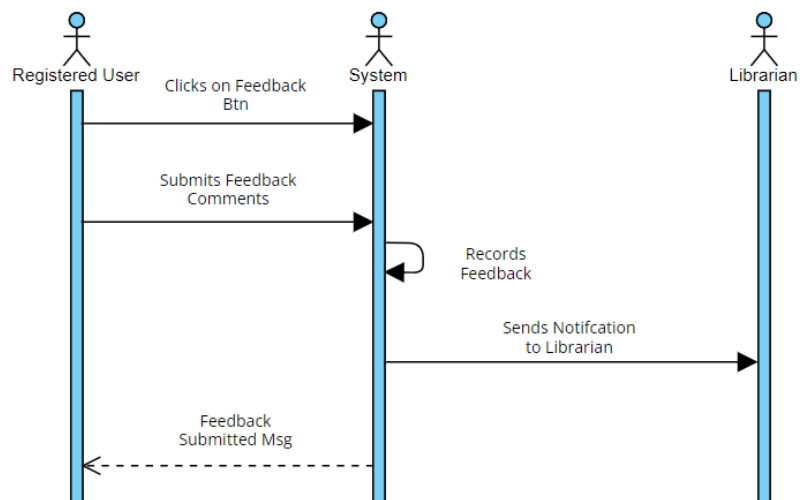 Registered User
System
Librarian
Clicks on Feedback
Btn
Submits Feedback
Comments
Records
Feedback
Sends Notifcation
to Librarian
Feedback
Submitted Msg